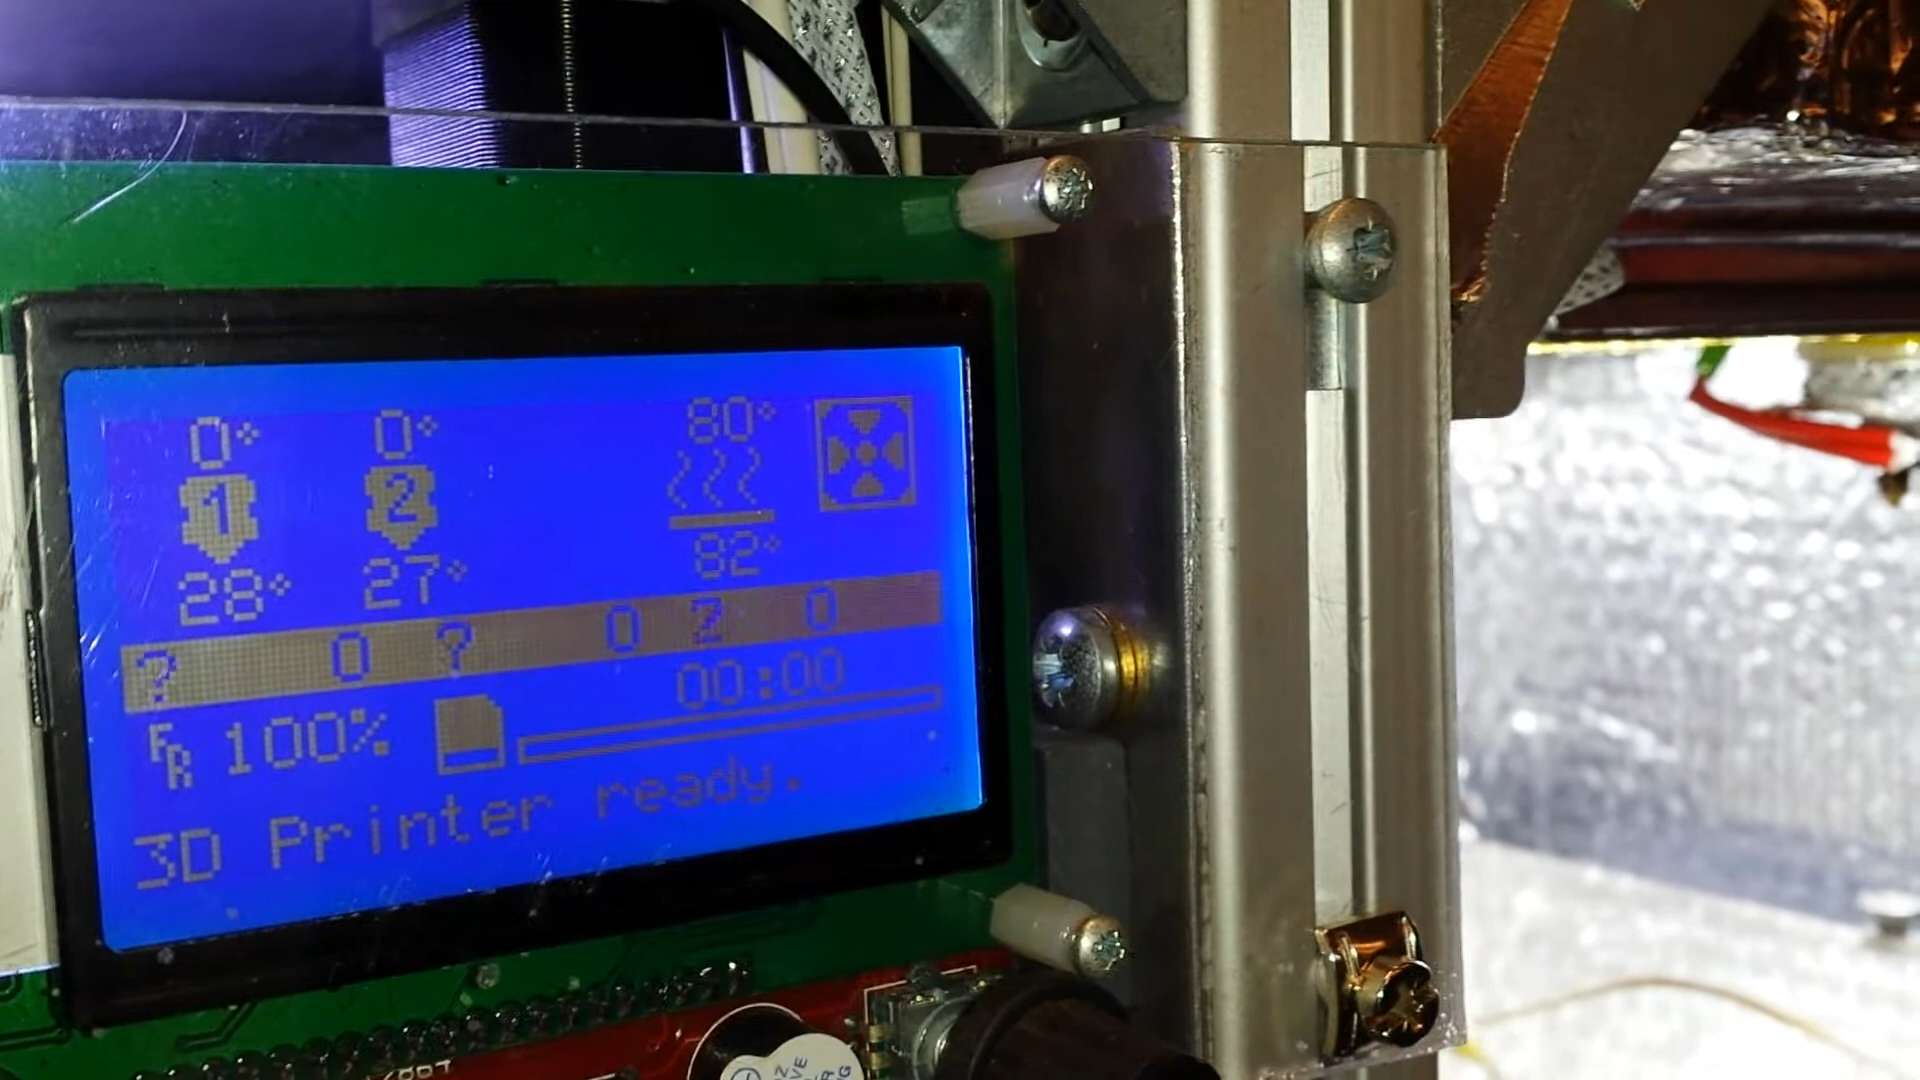 0° 0° 80°
1 2
28° 27° 82°
? 0 ? 0 Z 0
00:00
FR 100%
3D Printer ready.